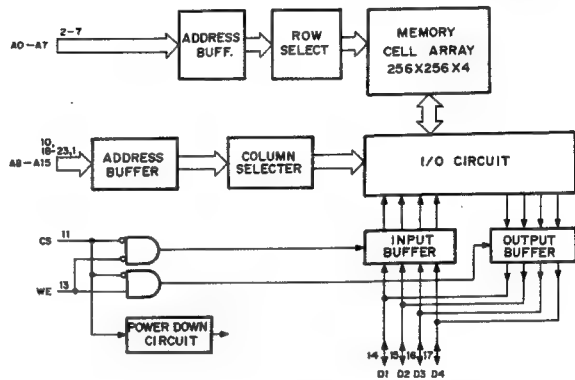 A0-A7
2-7
ADDRESS
BUFF.
ROW
SELECT
MEMORY
CELL ARRAY
256X256X4
10,
18-23,1
A8-A15
ADDRESS
BUFFER
COLUMN
SELECTER
I/O CIRCUIT
CS 11
WE 13
INPUT
BUFFER
OUTPUT
BUFFER
POWER DOWN
CIRCUIT
14 15 16 17
D1 D2 D3 D4